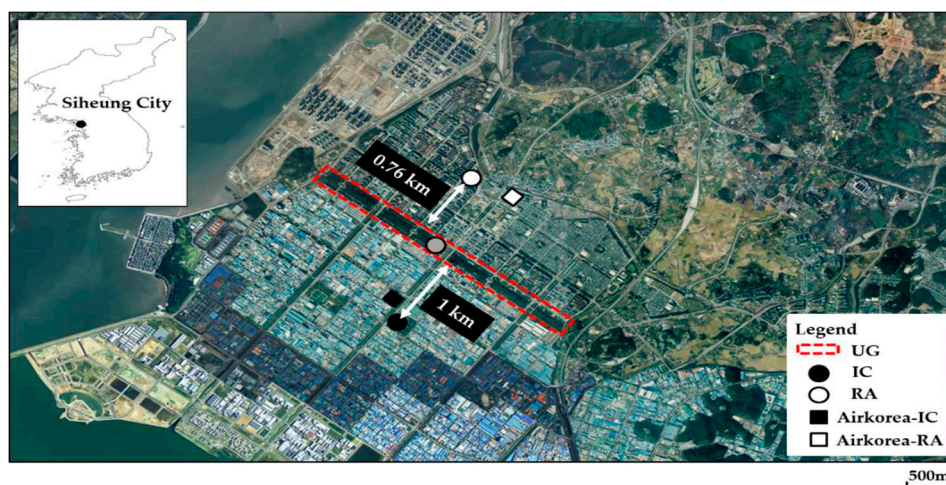 Siheung City
0.76 km
1 km
Legend
UG
IC
RA
Airkorea-IC
Airkorea-RA
500m